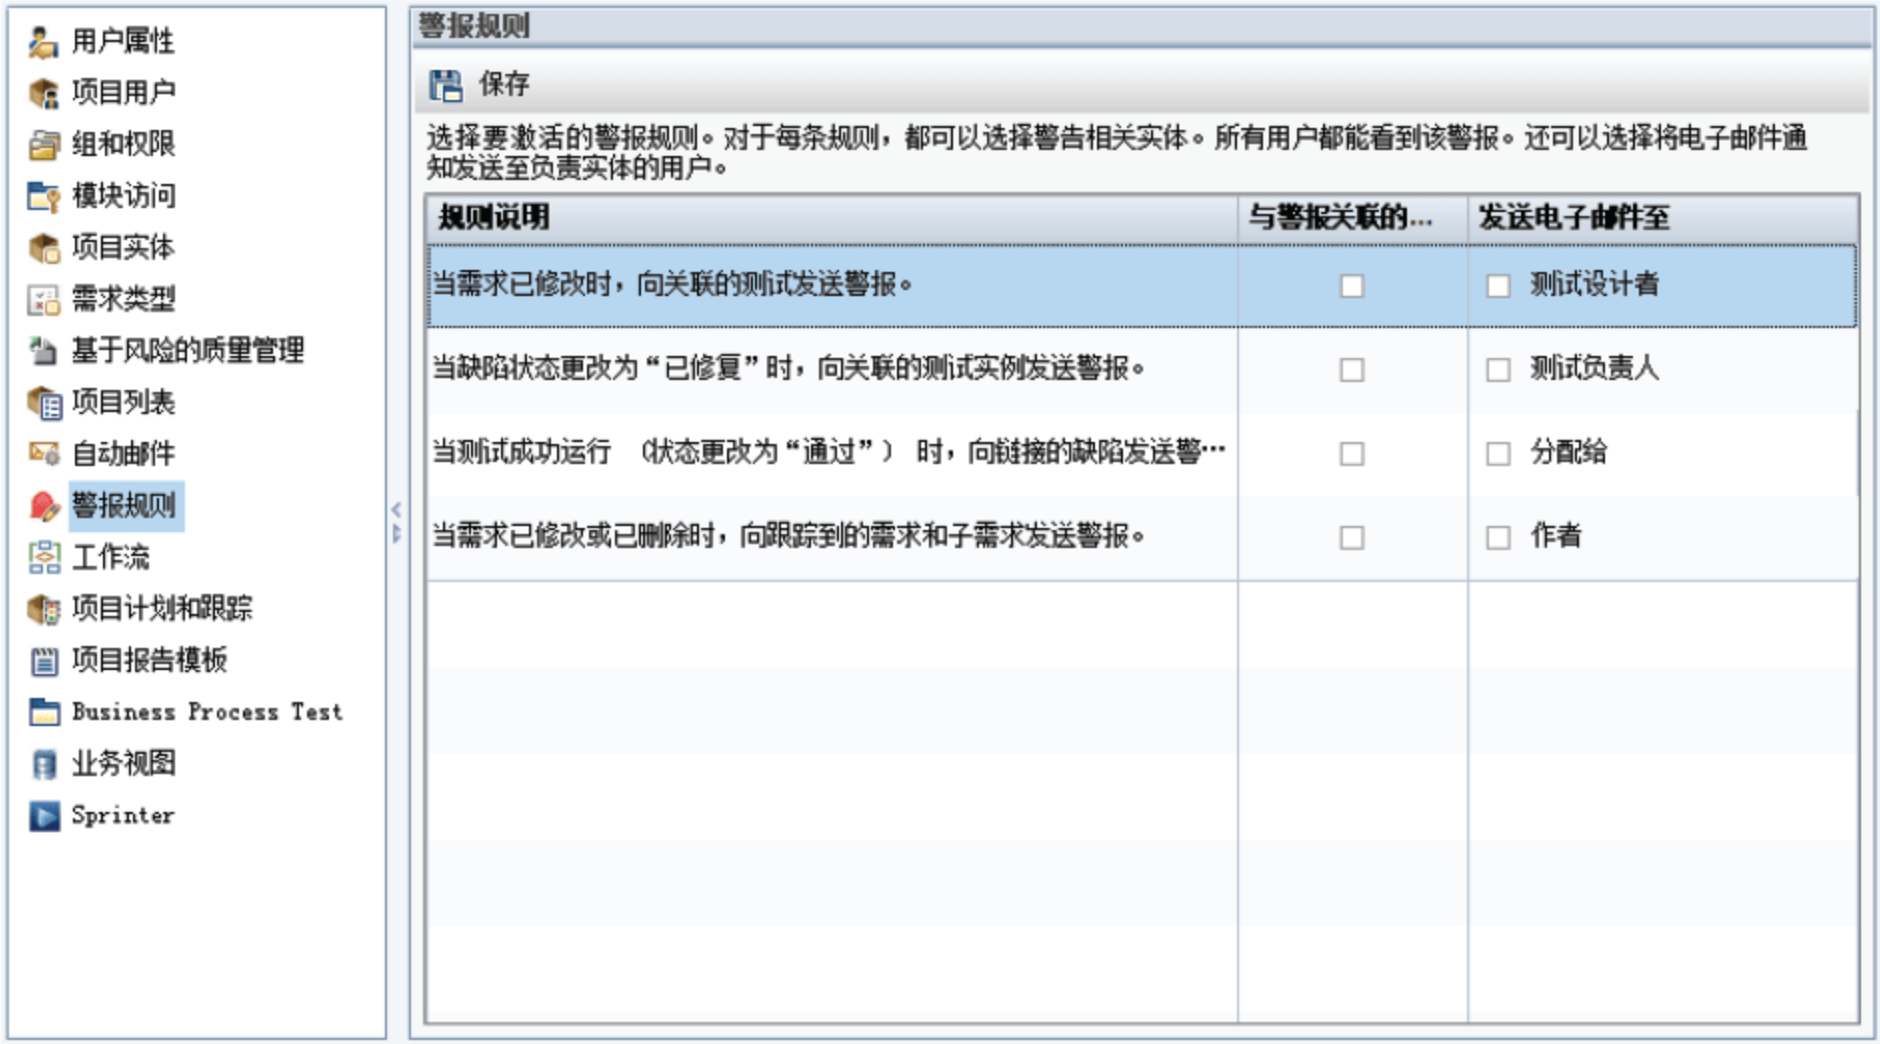 用户属性
项目用户
组和权限
模块访问
项目实体
需求类型
基于风险的质量管理
项目列表
自动邮件
警报规则
工作流
项目计划和跟踪
项目报告模板
Business Process Test
业务视图
Sprinter
警报规则
保存
选择要激活的警报规则。对于每条规则，都可以选择警告相关实体。所有用户都能看到该警报。还可以选择将电子邮件通
知发送至负责实体的用户。
规则说明 与警报关联的... 发送电子邮件至
当需求已修改时，向关联的测试发送警报。 测试设计者
当缺陷状态更改为“已修复”时，向关联的测试实例发送警报。 测试负责人
当测试成功运行 （状态更改为“通过”） 时，向链接的缺陷发送警… 分配给
当需求已修改或已删除时，向跟踪到的需求和子需求发送警报。 作者